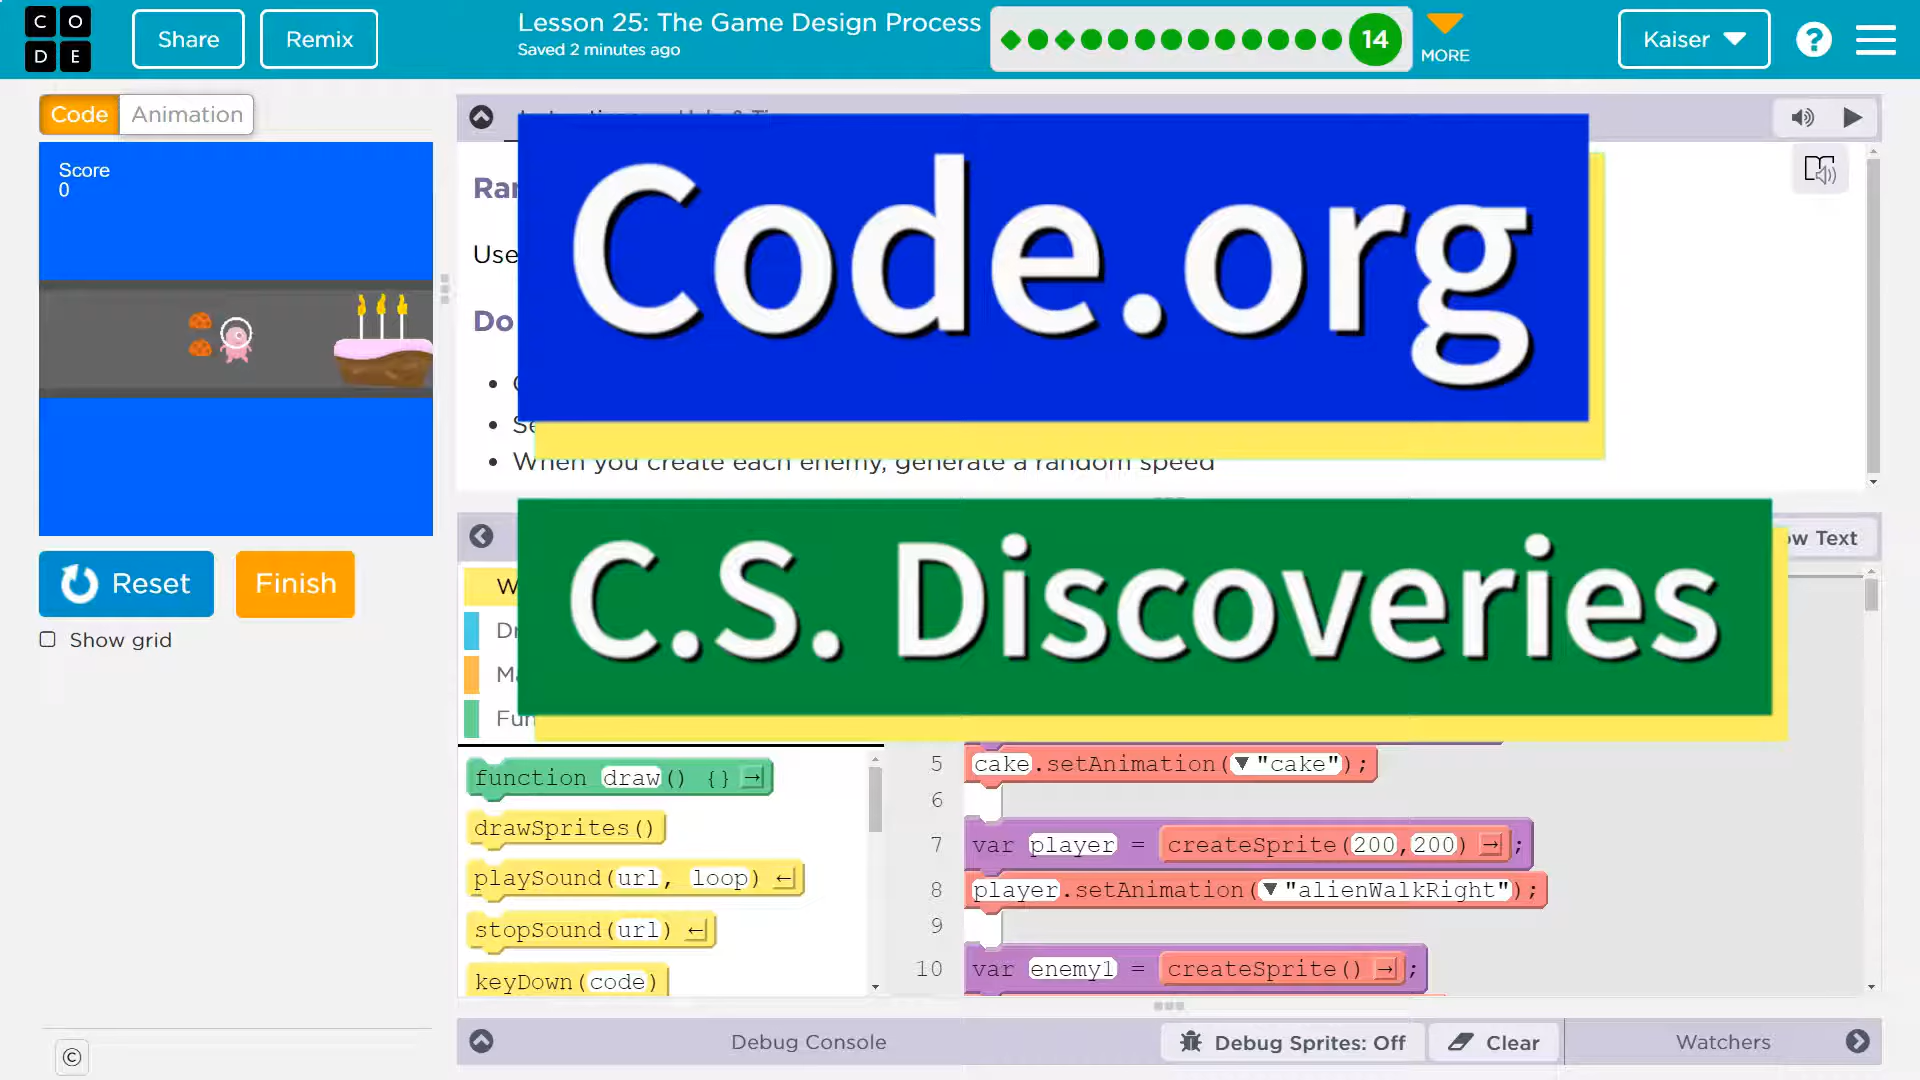 CODE
Share
Remix
Lesson 25: The Game Design Process
Saved 2 minutes ago
14
MORE
Kaiser
?
Code
Animation
Score
0
Code.org
Use
Do
When you create each enemy, generate a random speed
C.S. Discoveries
Reset
Finish
Show grid
function draw() {}
drawSprites()
playSound(url, loop)
stopSound(url)
keyDown(code)
5 cake.setAnimation("cake");
6
7 var player = createSprite(200,200);
8 player.setAnimation("alienWalkRight");
9
10 var enemy1 = createSprite();
Debug Console
Debug Sprites: Off
Clear
Watchers
©